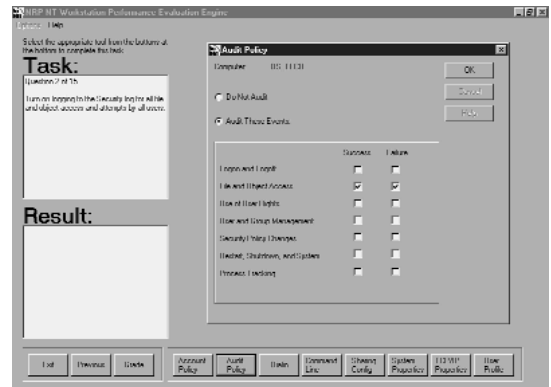 NRP NT Workstation Performance Evaluation Engine
Options Help
Select the appropriate tool from the buttons at
the bottom to complete this task.
Task:
Question 2 of 15
Turn on logging to the Security log for all file
and object access and attempts by all users.
Result:
Audit Policy
Computer
OK
Cancel
Help
Do Not Audit
Audit These Events:
Success Failure
Logon and Logoff
File and Object Access
Use of User Rights
User and Group Management
Security Policy Changes
Restart, Shutdown, and System
Process Tracking
Exit
Previous
Grade
Account Policy
Audit Policy
Dialin
Command Line
Sharing Config
System Properties
TCP/IP Properties
User Profile